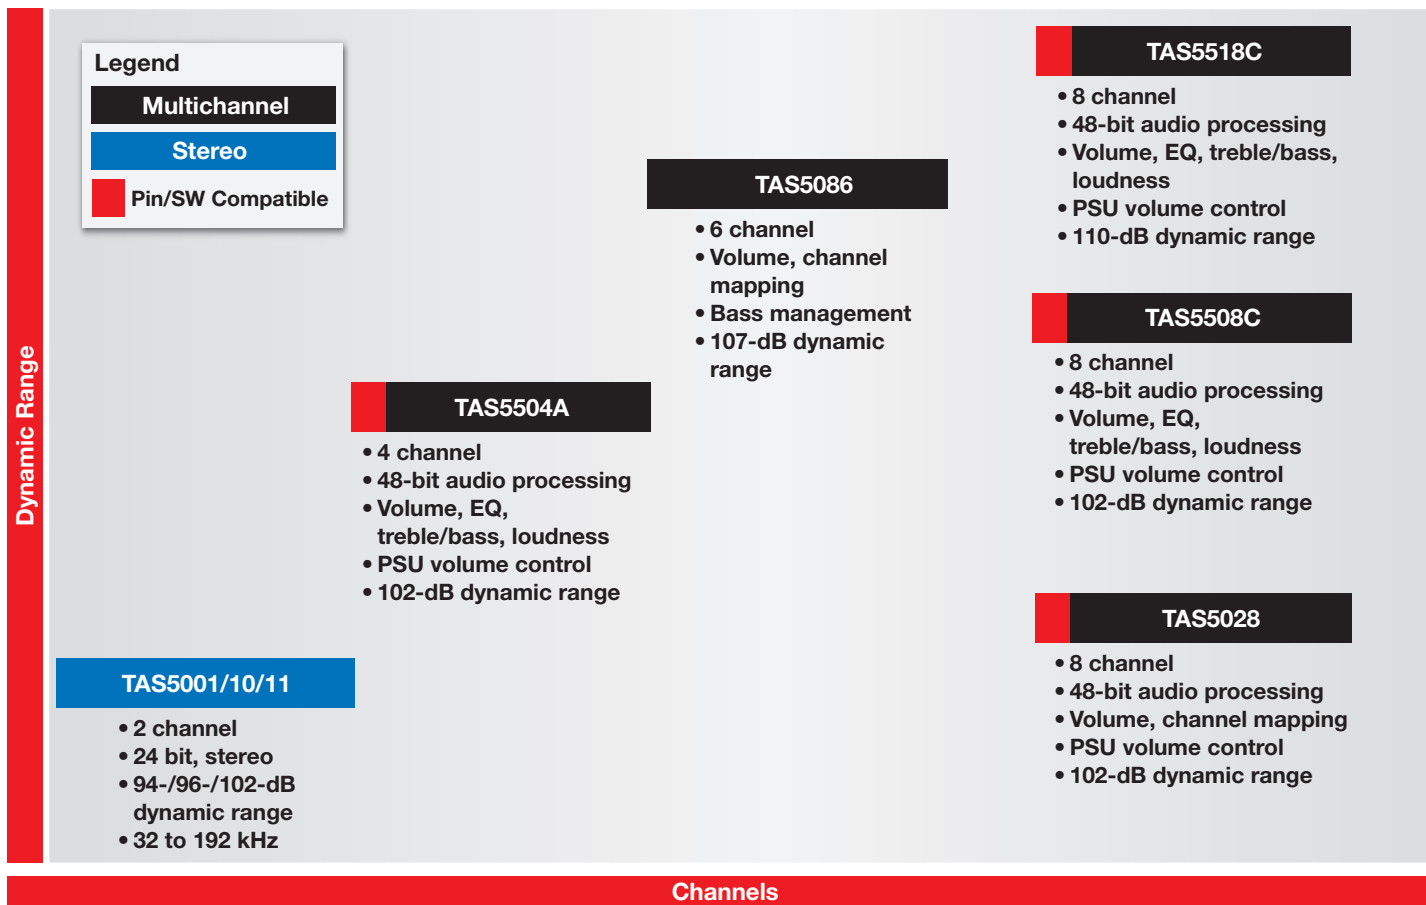 Dynamic Range
Legend
Multichannel
Stereo
Pin/SW Compatible
TAS5001/10/11
• 2 channel
• 24 bit, stereo
• 94-/96-/102-dB
dynamic range
• 32 to 192 kHz
TAS5504A
• 4 channel
• 48-bit audio processing
• Volume, EQ,
treble/bass, loudness
• PSU volume control
• 102-dB dynamic range
TAS5086
• 6 channel
• Volume, channel
mapping
• Bass management
• 107-dB dynamic
range
TAS5518C
• 8 channel
• 48-bit audio processing
• Volume, EQ, treble/bass,
loudness
• PSU volume control
• 110-dB dynamic range
TAS5508C
• 8 channel
• 48-bit audio processing
• Volume, EQ,
treble/bass, loudness
• PSU volume control
• 102-dB dynamic range
TAS5028
• 8 channel
• 48-bit audio processing
• Volume, channel mapping
• PSU volume control
• 102-dB dynamic range
Channels